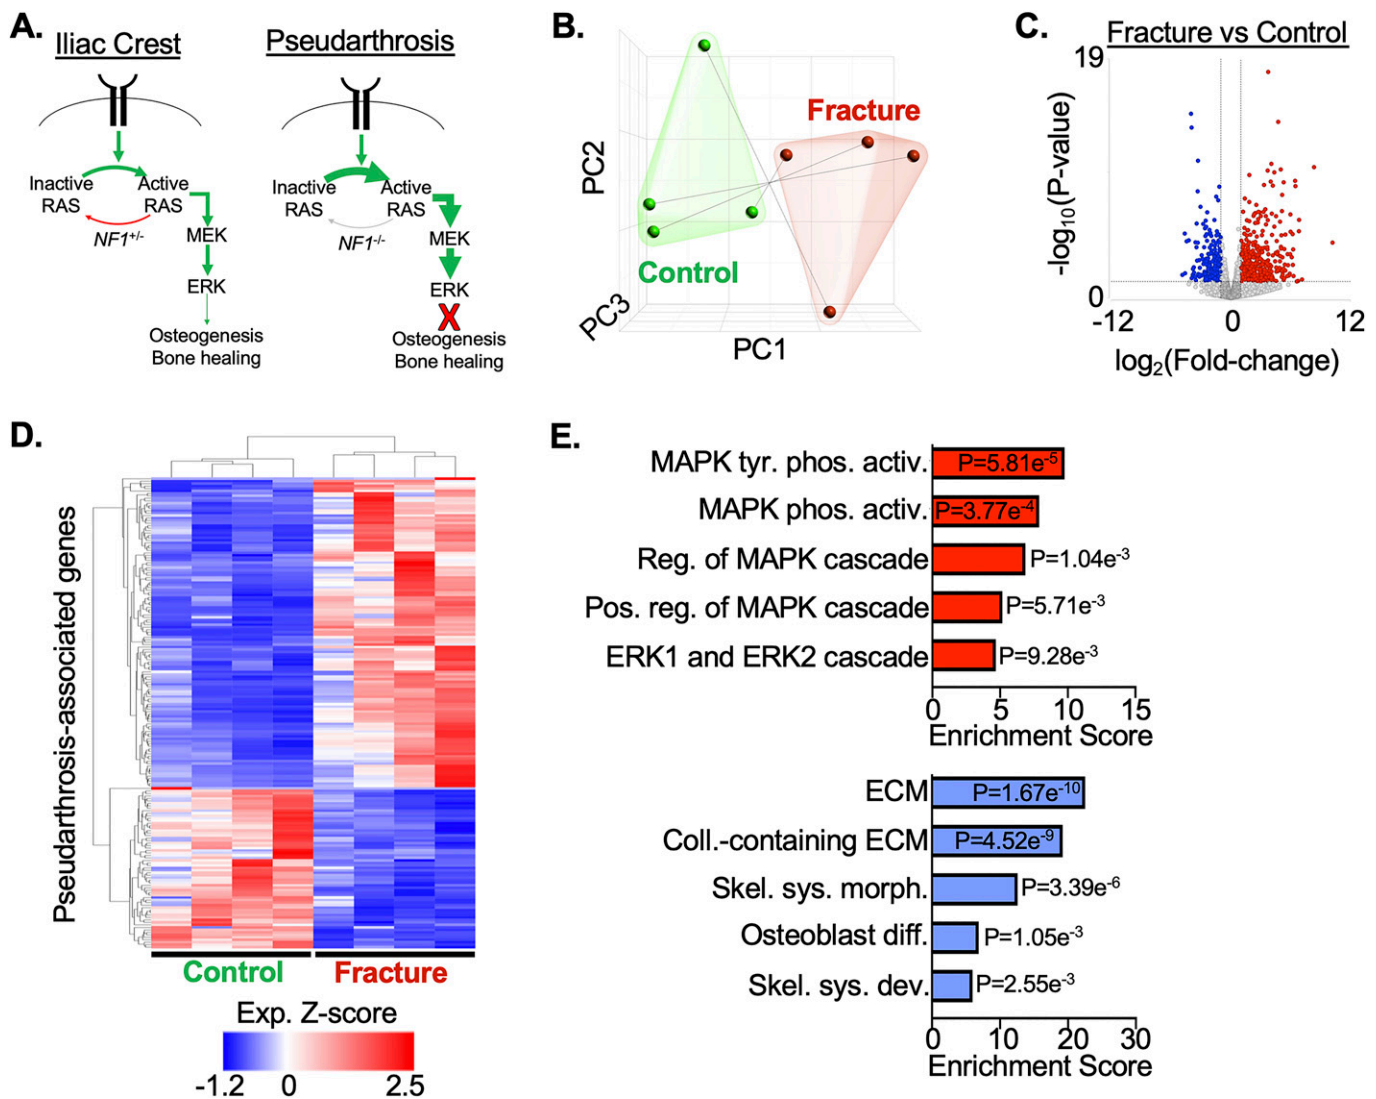 A.
Iliac Crest
Pseudarthrosis
Inactive
RAS
Active
RAS
NF1+/-
MEK
ERK
Osteogenesis
Bone healing
Inactive
RAS
Active
RAS
NF1-/-
MEK
ERK
X
Osteogenesis
Bone healing
B.
Fracture
Control
PC2
PC3
PC1
C.
Fracture vs Control
19
-log10(P-value)
0
-12
0
12
log2(Fold-change)
D.
Pseudarthrosis-associated genes
Control
Fracture
Exp. Z-score
-1.2
0
2.5
E.
MAPK tyr. phos. activ.
P=5.81e-5
MAPK phos. activ.
P=3.77e-4
Reg. of MAPK cascade
P=1.04e-3
Pos. reg. of MAPK cascade
P=5.71e-3
ERK1 and ERK2 cascade
P=9.28e-3
0
5
10
15
Enrichment Score
ECM
P=1.67e-10
Coll.-containing ECM
P=4.52e-9
Skel. sys. morph.
P=3.39e-6
Osteoblast diff.
P=1.05e-3
Skel. sys. dev.
P=2.55e-3
0
10
20
30
Enrichment Score